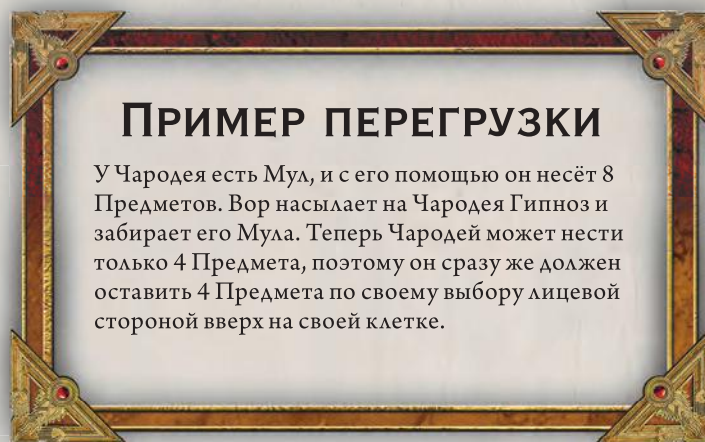 Пример перегрузки
У Чародея есть Мул, и с его помощью он несёт 8
Предметов. Вор насылает на Чародея Гипноз и
забирает его Мула. Теперь Чародей может нести
только 4 Предмета, поэтому он сразу же должен
оставить 4 Предмета по своему выбору лицевой
стороной вверх на своей клетке.